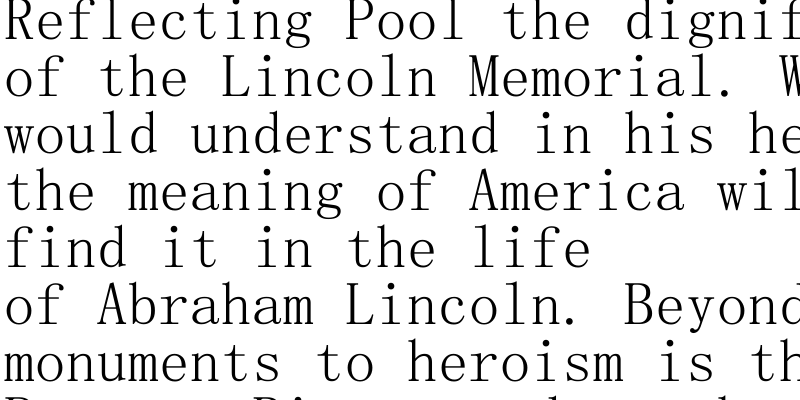 Reflecting Pool the dignif
of the Lincoln Memorial. W
would understand in his he
the meaning of America wil
find it in the life
of Abraham Lincoln. Beyond
monuments to heroism is th